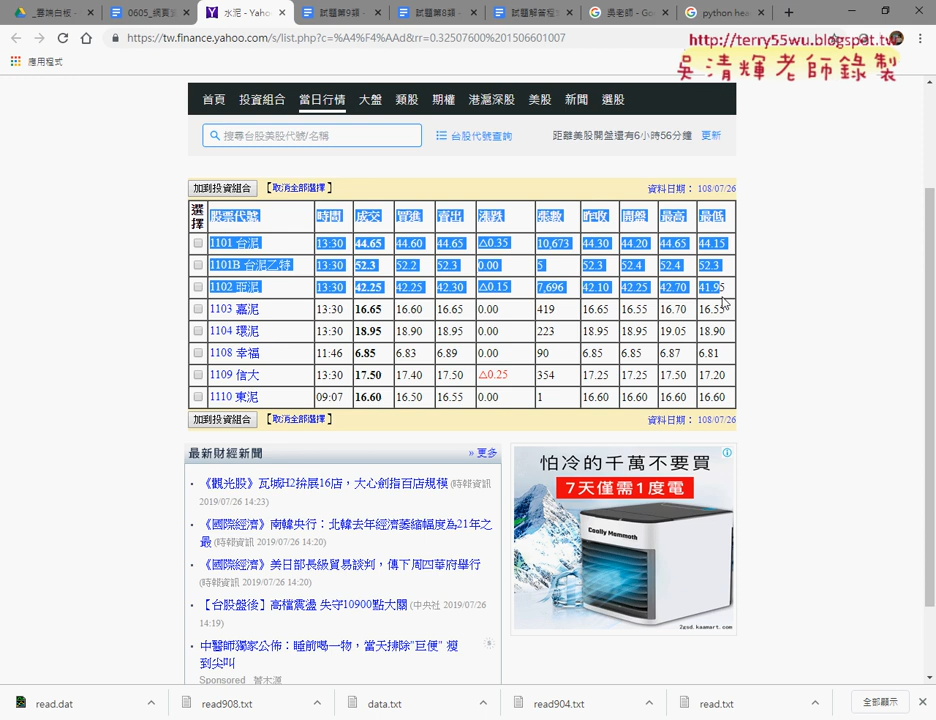 _雲端白板 -
0605_網頁資
水泥 - Yaho
試題第9類 -
試題第8類 -
試題解答程
吳老師 - Go
python hea
https://tw.finance.yahoo.com/s/list.php?c=%A4%F4%AAd&rr=0.32507600%201506601007
http://terry55wu.blogspot.tw
吳清輝老師錄製
應用程式
首頁 投資組合 當日行情 大盤 類股 期權 港滬深股 美股 新聞 選股
搜尋台股美股代號/名稱
台股代號查詢
距離美股開盤還有6小時56分鐘 更新
加到投資組合 【取消全部選擇】 資料日期: 108/07/26
選擇 股票代號 時間 成交 買進 賣出 漲跌 張數 昨收 開盤 最高 最低
1101 台泥 13:30 44.65 44.60 44.65 △0.35 10,673 44.30 44.20 44.65 44.15
1101B 台泥乙特 13:30 52.3 52.2 52.3 0.00 5 52.3 52.4 52.4 52.3
1102 亞泥 13:30 42.25 42.25 42.30 △0.15 7,696 42.10 42.25 42.70 41.95
1103 嘉泥 13:30 16.65 16.60 16.65 0.00 419 16.65 16.55 16.70 16.55
1104 環泥 13:30 18.95 18.90 18.95 0.00 223 18.95 18.95 19.05 18.90
1108 幸福 11:46 6.85 6.83 6.89 0.00 90 6.85 6.85 6.87 6.81
1109 信大 13:30 17.50 17.40 17.50 △0.25 354 17.25 17.25 17.50 17.20
1110 東泥 09:07 16.60 16.50 16.55 0.00 1 16.60 16.60 16.60 16.60
加到投資組合 【取消全部選擇】 資料日期: 108/07/26
最新財經新聞 » 更多
《觀光股》瓦城H2拚展16店,大心劍指百店規模 (時報資訊
2019/07/26 14:23)
《國際經濟》南韓央行:北韓去年經濟萎縮幅度為21年之
最 (時報資訊 2019/07/26 14:20)
《國際經濟》美日部長級貿易談判,傳下周四華府舉行
(時報資訊 2019/07/26 14:20)
【台股盤後】高檔震盪 失守10900點大關 (中央社 2019/07/26
14:19)
中醫師獨家公佈:睡前喝一物,當天排除"巨便" 瘦
到尖叫
Sponsored
怕冷的千萬不要買
7天僅需1度電
Coolly Mammoth
2gsd.kaamart.com
read.dat
read908.txt
data.txt
read904.txt
read.txt
全部顯示